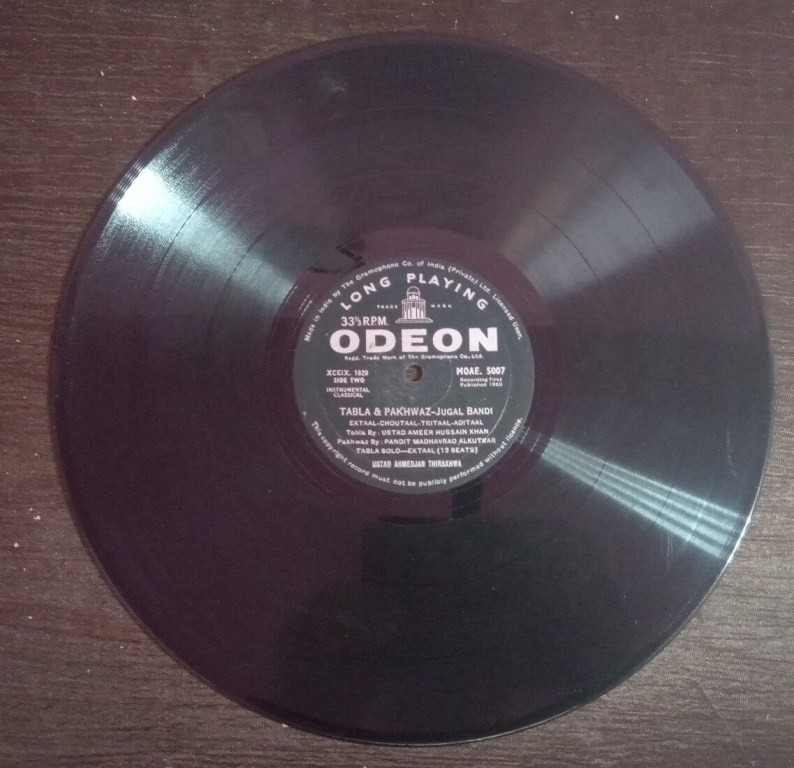 Made in India by The Gramophone Co. of India (Private) Ltd. Licensed User.
LONG PLAYING
TRADE MARK
33⅓ R.P.M.
ODEON
Regd. Trade Mark of The Gramophone Co., Ltd.
XCEIX. 1820
SIDE TWO
INSTRUMENTAL
CLASSICAL
MOAE. 5007
Recording First
Published 1969
TABLA & PAKHWAZ-JUGAL BANDI
EKTAAL-CHOUTAAL-TRITAAL-ADITAAL
Tabla By: USTAD AMEER HUSSAIN KHAN
Pakhwaz By: PANDIT MADHAVRAO ALKUTKAR
TABLA SOLO—EKTAAL (12 BEATS)
USTAD AHMEDJAN THIRAKHWA
This copyright record must not be publicly performed without licence.